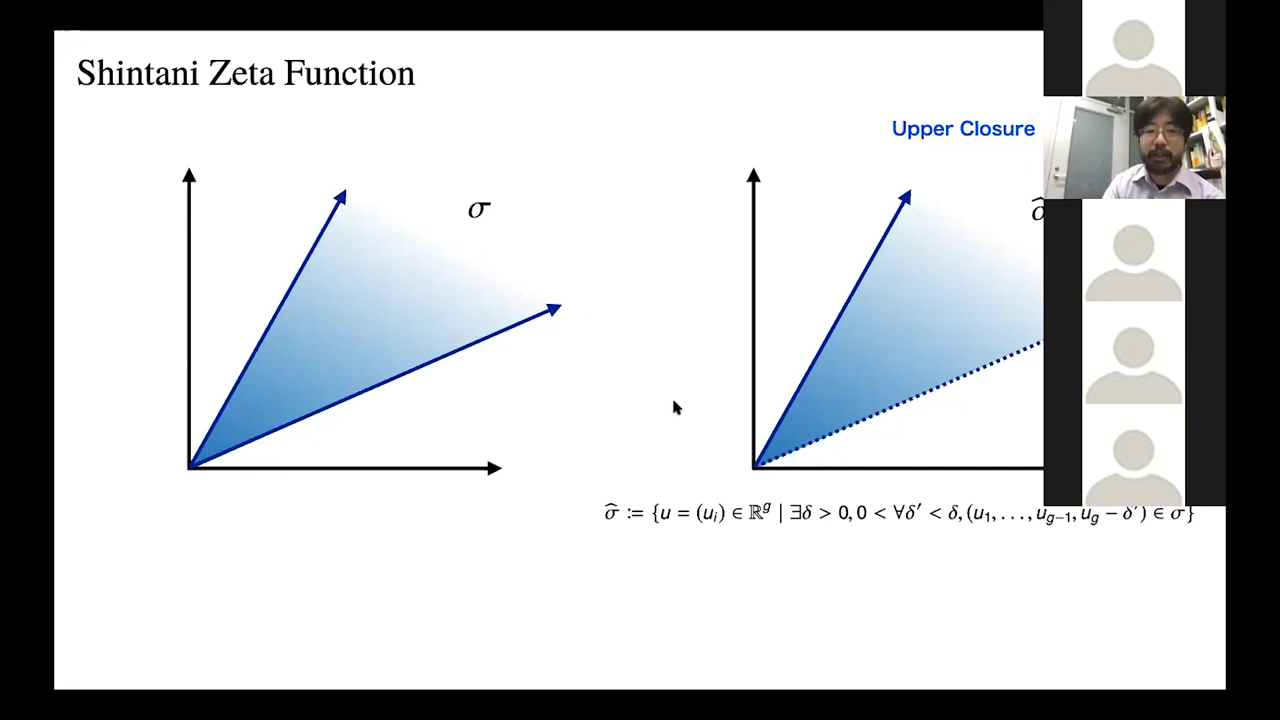 Shintani Zeta Function
Upper Closure
σ
σ̂
σ̂ := {u = (uᵢ) ∈ ℝᵍ | ∃δ > 0, 0 < ∀δ′ < δ, (u₁, . . . , u_{g−1}, u_g − δ′) ∈ σ}